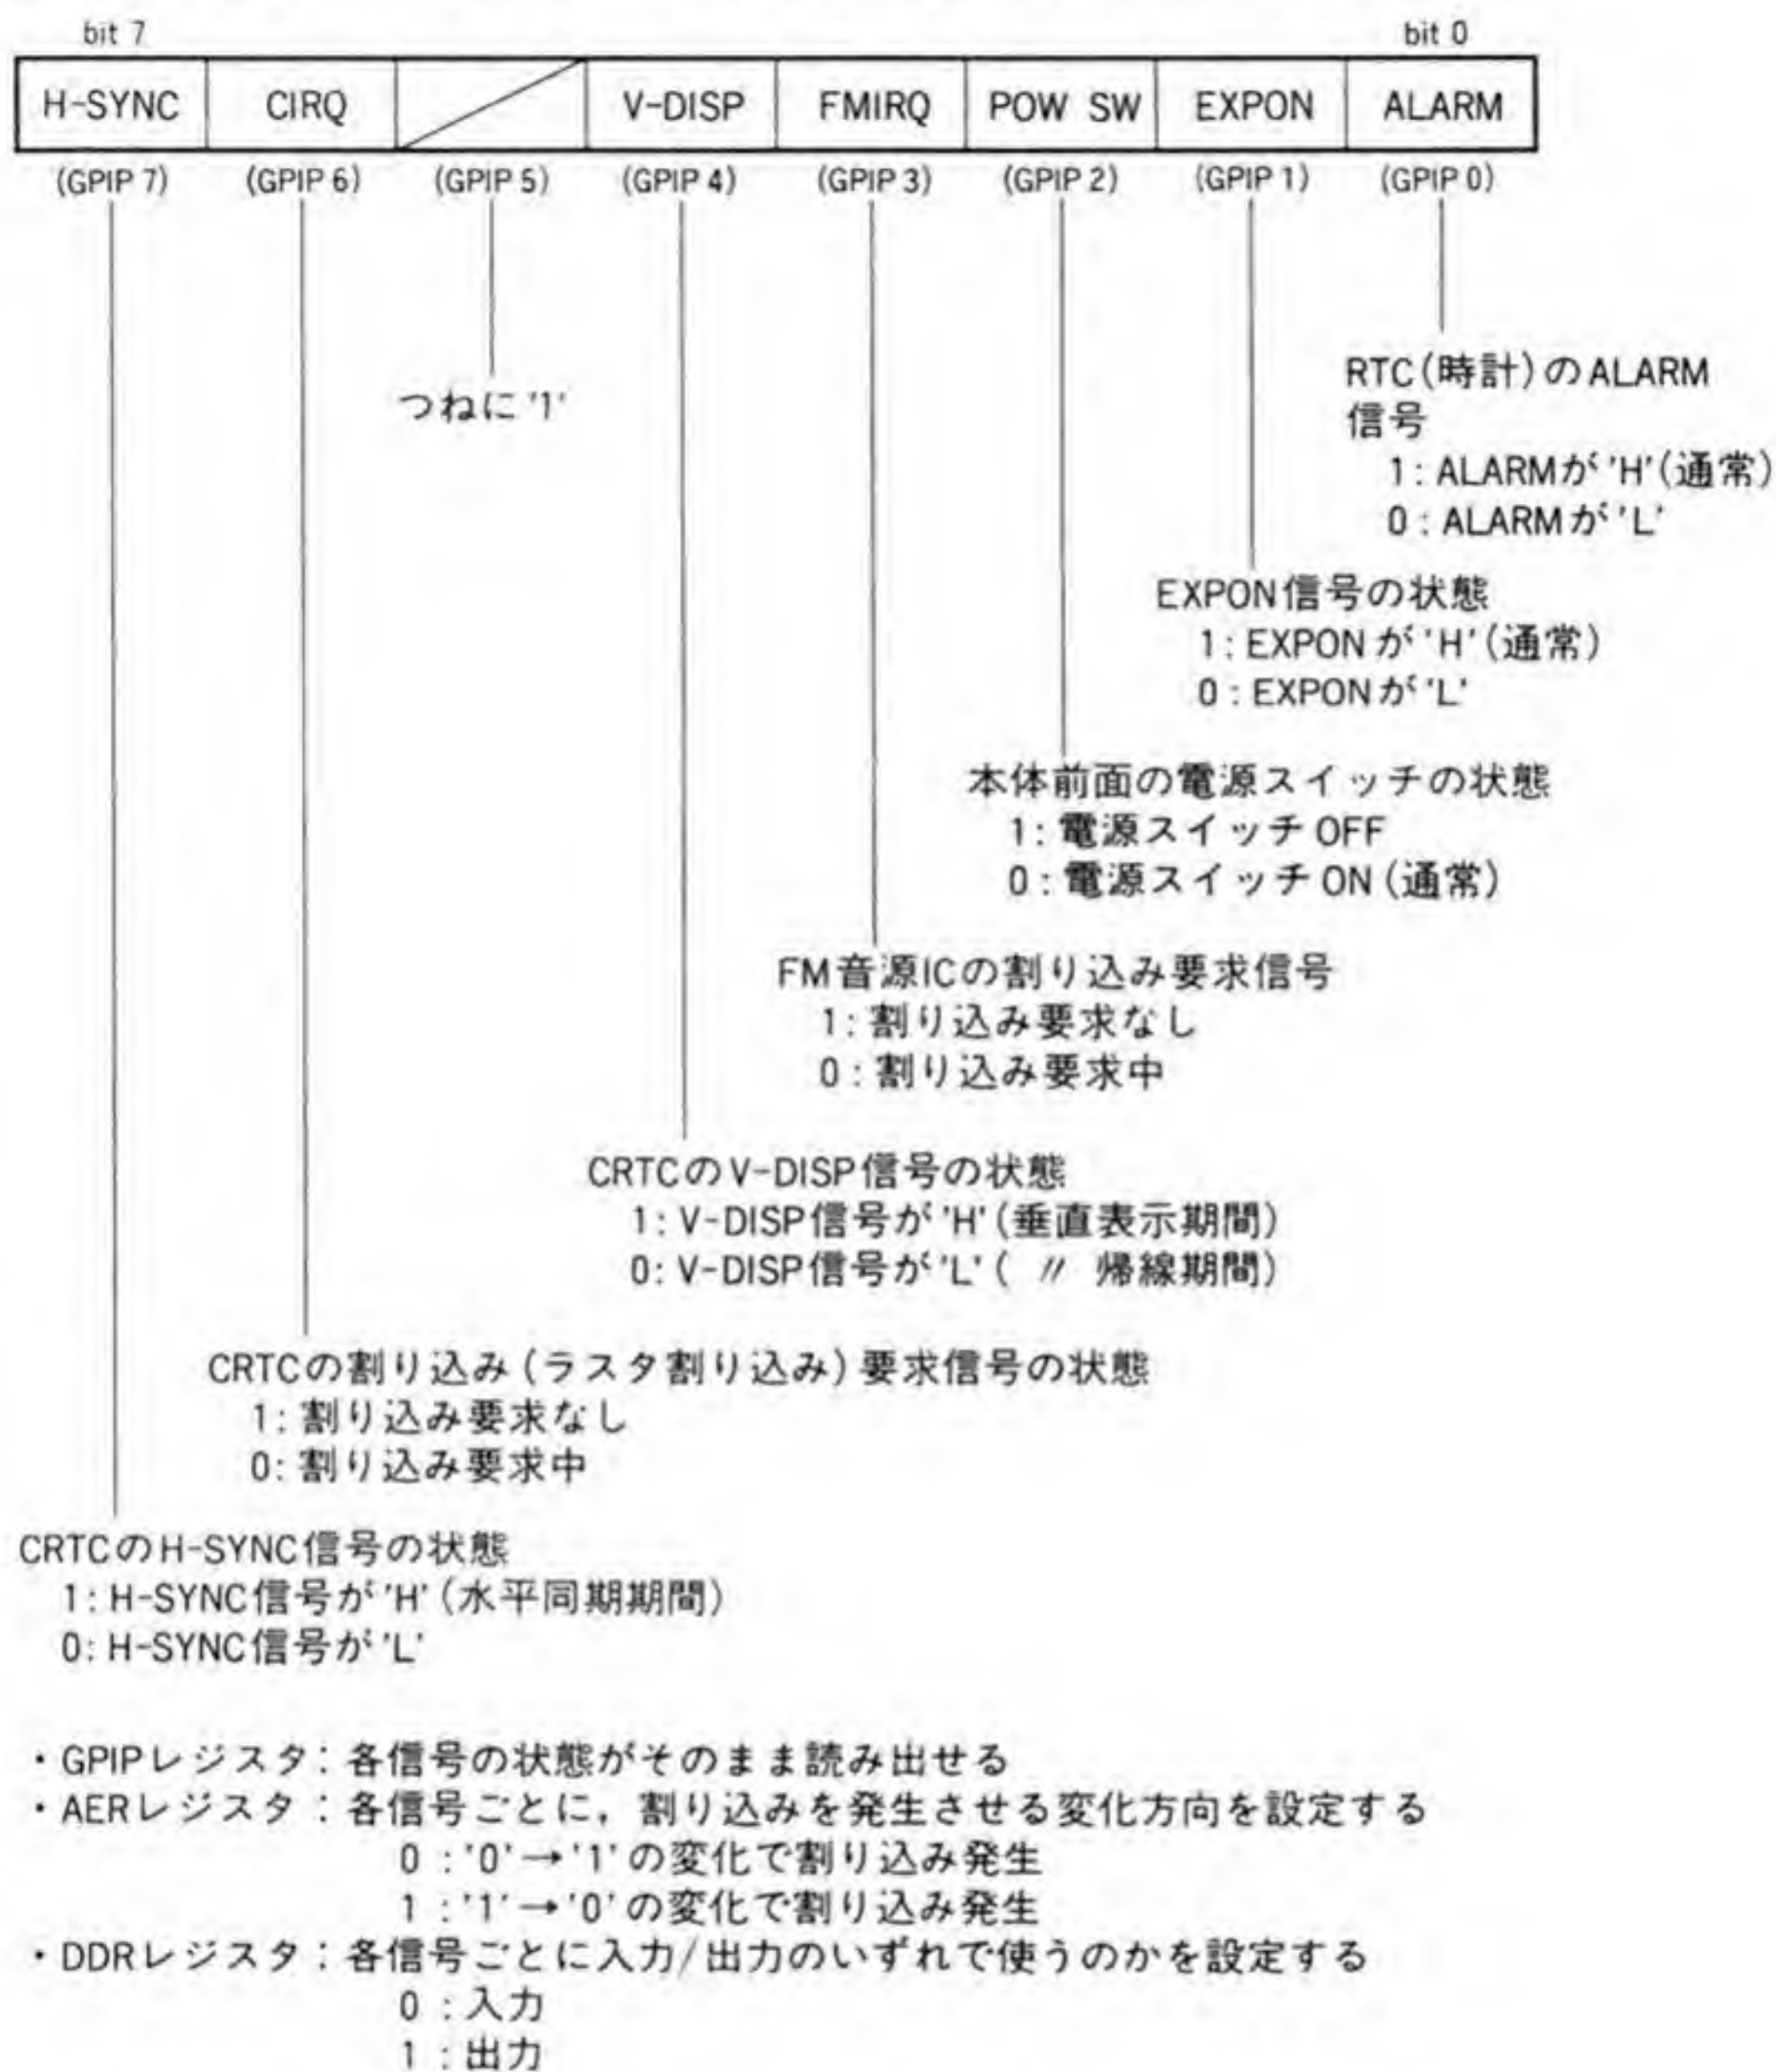 bit 7 bit 0
H-SYNC CIRQ V-DISP FMIRQ POW SW EXPON ALARM
(GPIP 7) (GPIP 6) (GPIP 5) (GPIP 4) (GPIP 3) (GPIP 2) (GPIP 1) (GPIP 0)
つねに'1'
RTC(時計)のALARM
信号
1: ALARMが'H'(通常)
0: ALARMが'L'
EXPON信号の状態
1: EXPONが'H'(通常)
0: EXPONが'L'
本体前面の電源スイッチの状態
1: 電源スイッチOFF
0: 電源スイッチON(通常)
FM音源ICの割り込み要求信号
1: 割り込み要求なし
0: 割り込み要求中
CRTCのV-DISP信号の状態
1: V-DISP信号が'H'(垂直表示期間)
0: V-DISP信号が'L'( 〃 帰線期間)
CRTCの割り込み(ラスタ割り込み)要求信号の状態
1: 割り込み要求なし
0: 割り込み要求中
CRTCのH-SYNC信号の状態
1: H-SYNC信号が'H'(水平同期期間)
0: H-SYNC信号が'L'
・GPIPレジスタ：各信号の状態がそのまま読み出せる
・AERレジスタ：各信号ごとに，割り込みを発生させる変化方向を設定する
0：'0'→'1'の変化で割り込み発生
1：'1'→'0'の変化で割り込み発生
・DDRレジスタ：各信号ごとに入力/出力のいずれで使うのかを設定する
0：入力
1：出力